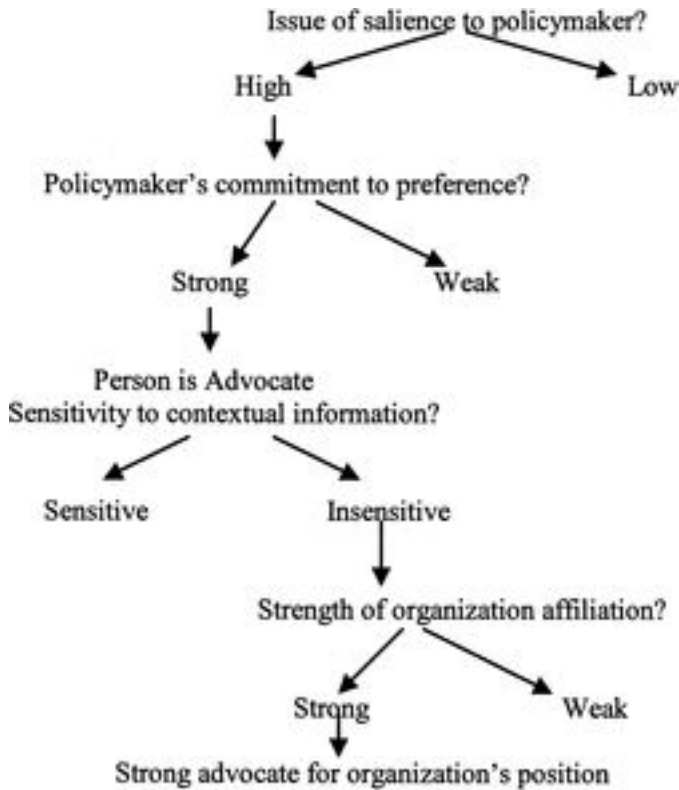 Issue of salience to policymaker?
High
Low
Policymaker's commitment to preference?
Strong
Weak
Person is Advocate
Sensitivity to contextual information?
Sensitive
Insensitive
Strength of organization affiliation?
Strong
Weak
Strong advocate for organization's position